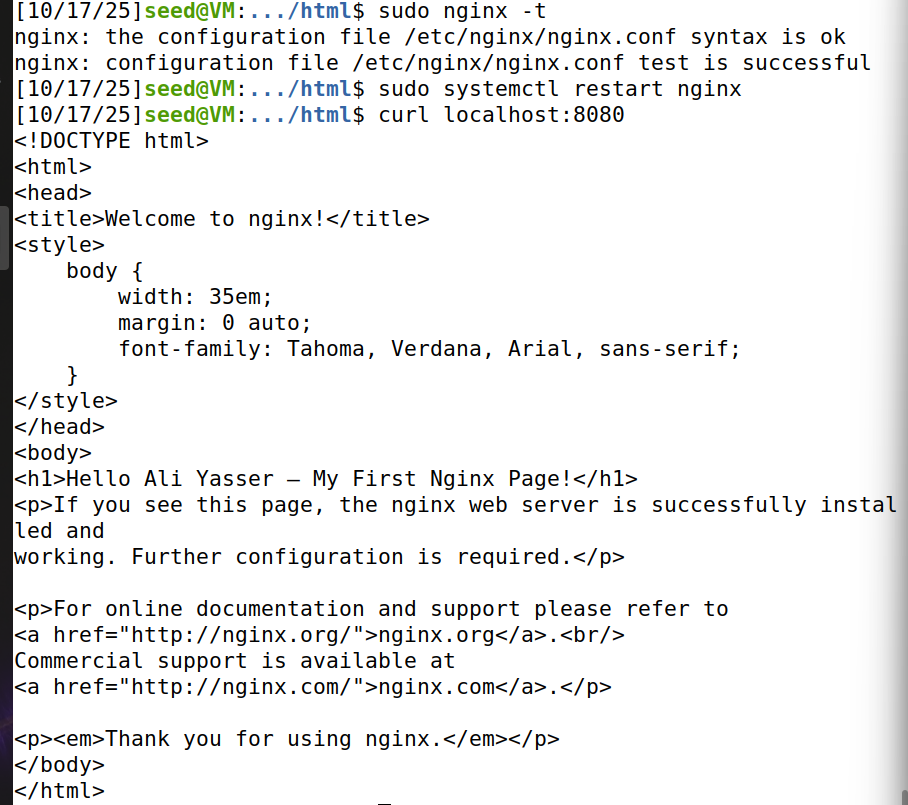 [10/17/25]seed@VM:.../html$ sudo nginx -t
nginx: the configuration file /etc/nginx/nginx.conf syntax is ok
nginx: configuration file /etc/nginx/nginx.conf test is successful
[10/17/25]seed@VM:.../html$ sudo systemctl restart nginx
[10/17/25]seed@VM:.../html$ curl localhost:8080
<!DOCTYPE html>
<html>
<head>
<title>Welcome to nginx!</title>
<style>
    body {
        width: 35em;
        margin: 0 auto;
        font-family: Tahoma, Verdana, Arial, sans-serif;
    }
</style>
</head>
<body>
<h1>Hello Ali Yasser – My First Nginx Page!</h1>
<p>If you see this page, the nginx web server is successfully instal
led and
working. Further configuration is required.</p>

<p>For online documentation and support please refer to
<a href="http://nginx.org/">nginx.org</a>.<br/>
Commercial support is available at
<a href="http://nginx.com/">nginx.com</a>.</p>

<p><em>Thank you for using nginx.</em></p>
</body>
</html>